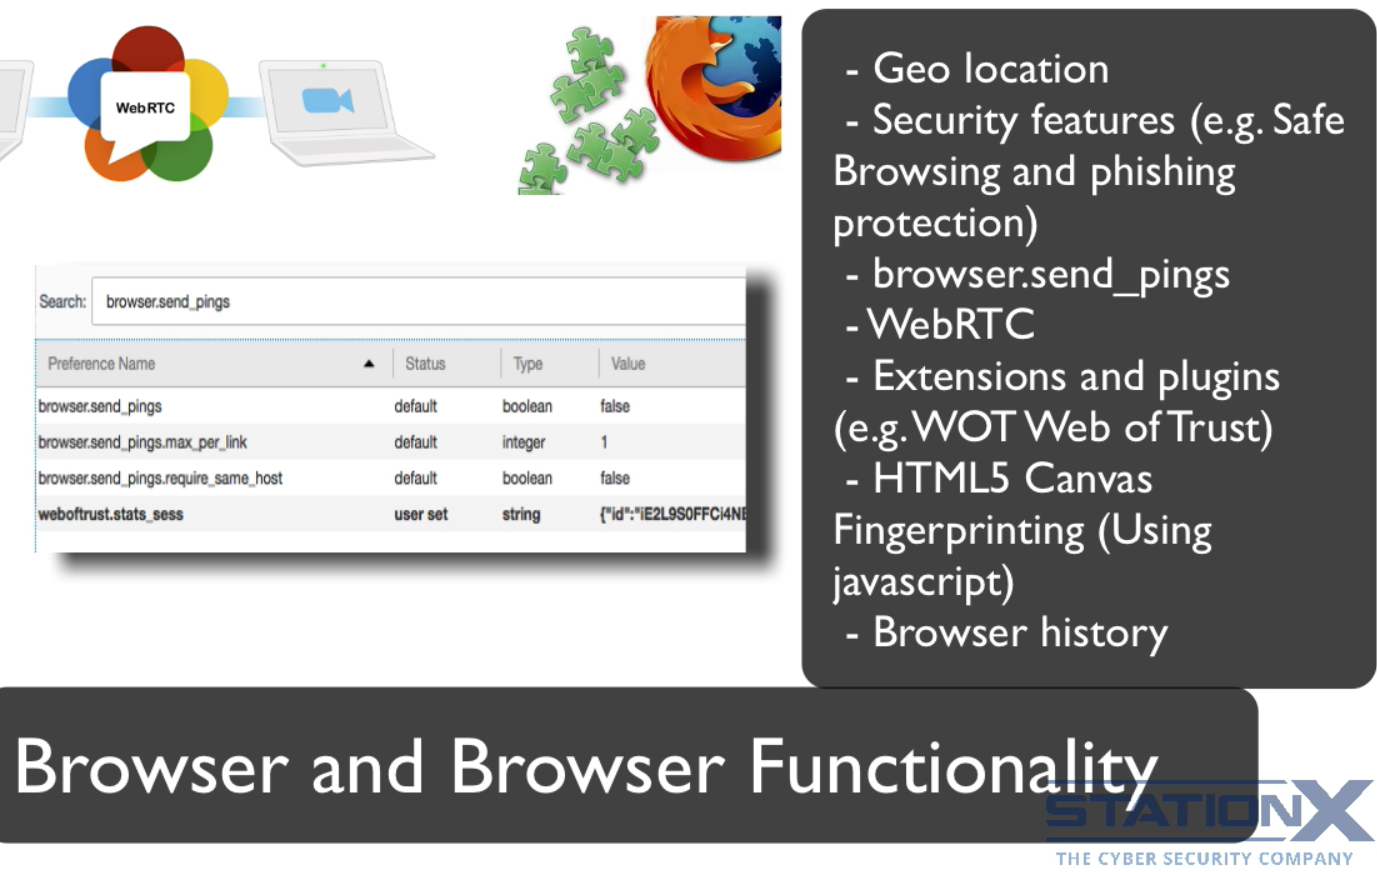 WebRTC
- Geo location
- Security features (e.g. Safe
Browsing and phishing
protection)
- browser.send_pings
- WebRTC
- Extensions and plugins
(e.g. WOT Web of Trust)
- HTML5 Canvas
Fingerprinting (Using
javascript)
- Browser history
Search: browser.send_pings
Preference Name Status Type Value
browser.send_pings default boolean false
browser.send_pings.max_per_link default integer 1
browser.send_pings.require_same_host default boolean false
weboftrust.stats_sess user set string
Browser and Browser Functionality
STATIONX
THE CYBER SECURITY COMPANY